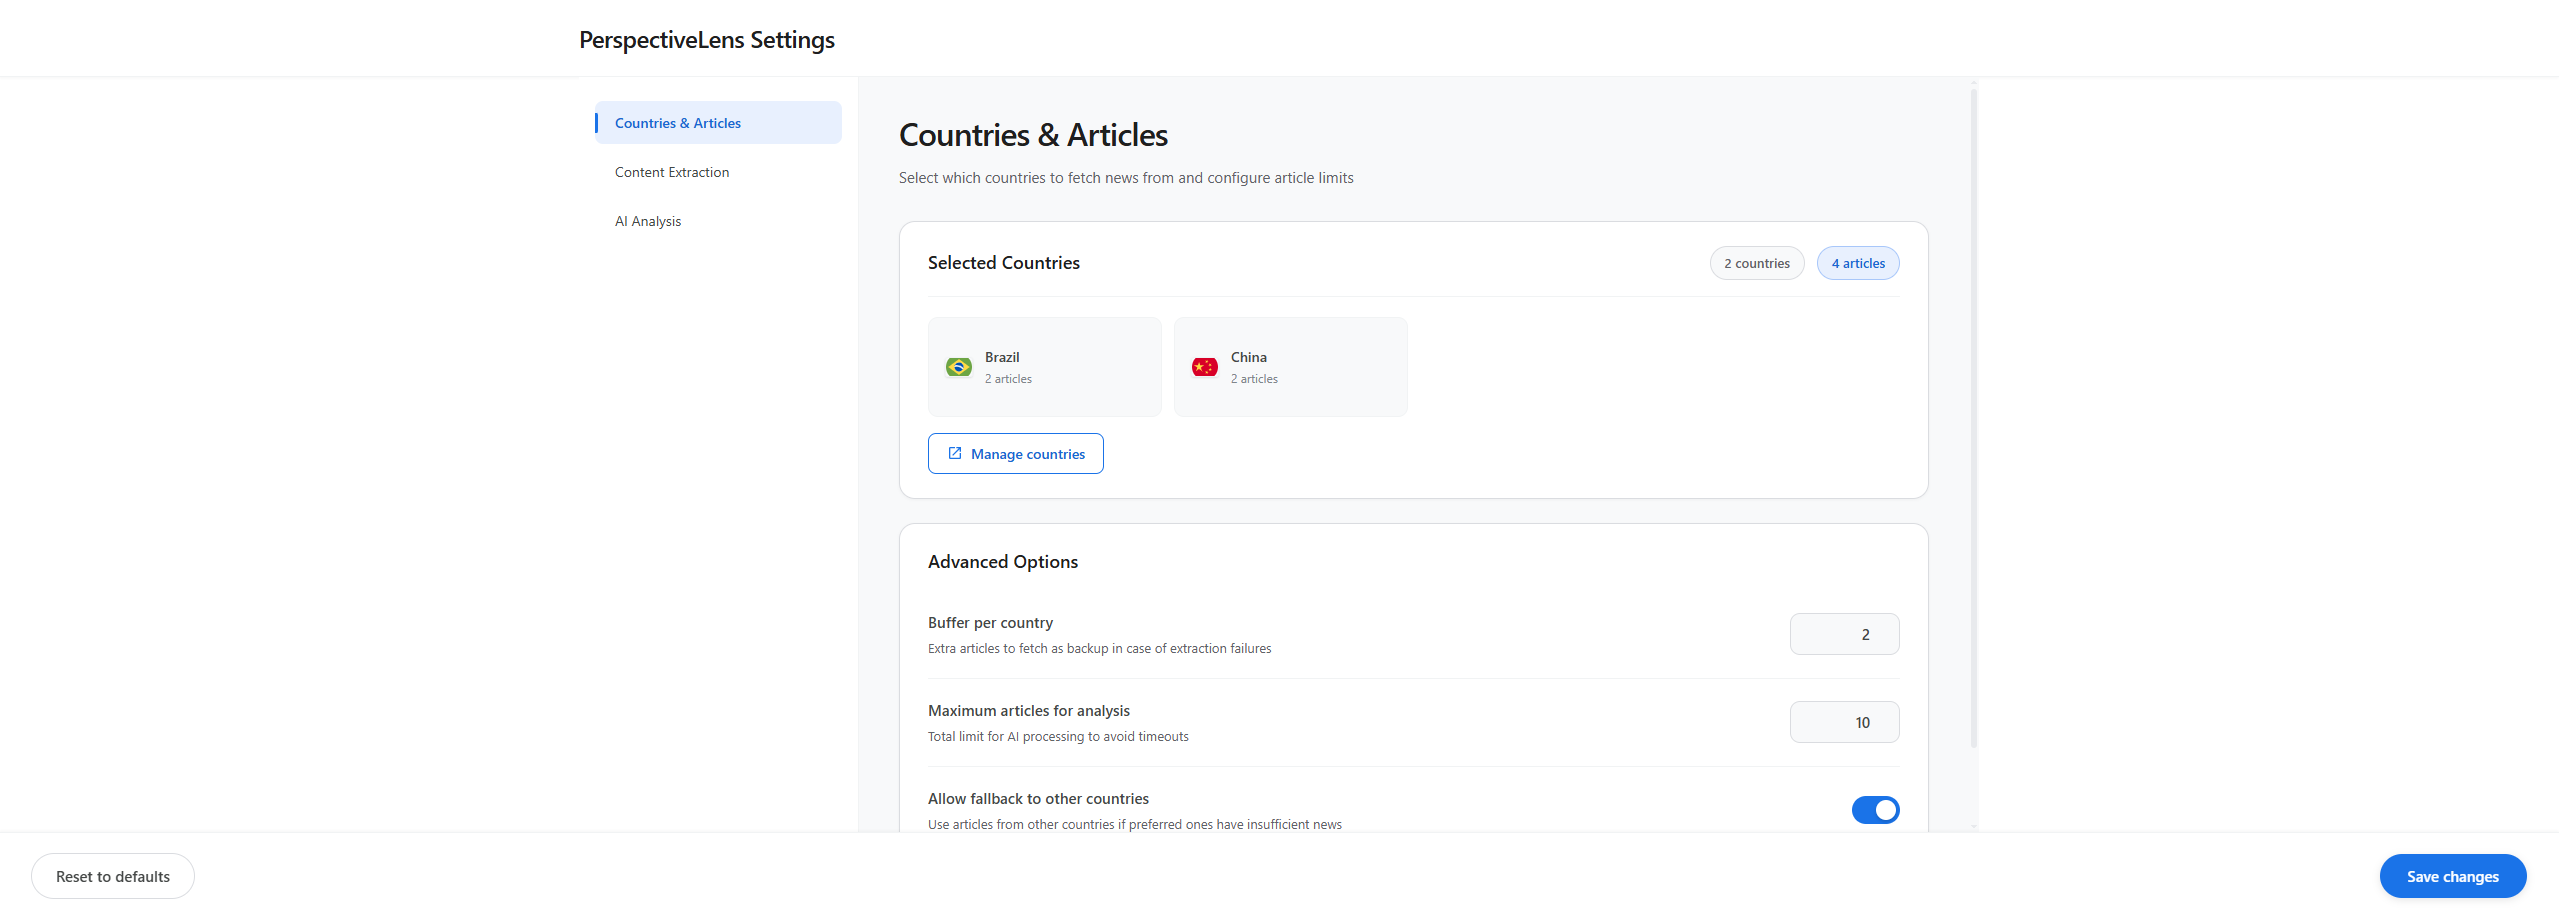 PerspectiveLens Settings
Countries & Articles
Content Extraction
AI Analysis
Countries & Articles
Select which countries to fetch news from and configure article limits
Selected Countries
2 countries
4 articles
Brazil
2 articles
China
2 articles
Manage countries
Advanced Options
Buffer per country
Extra articles to fetch as backup in case of extraction failures
2
Maximum articles for analysis
Total limit for AI processing to avoid timeouts
10
Allow fallback to other countries
Use articles from other countries if preferred ones have insufficient news
Reset to defaults
Save changes